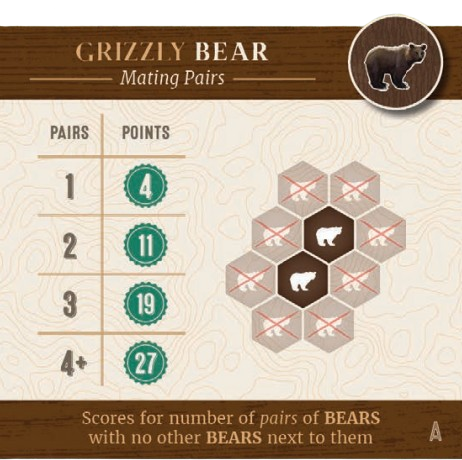 GRIZZLY BEAR
Mating Pairs
PAIRS POINTS
1 4
2 11
3 19
4+ 27
Scores for number of pairs of BEARS
with no other BEARS next to them
A